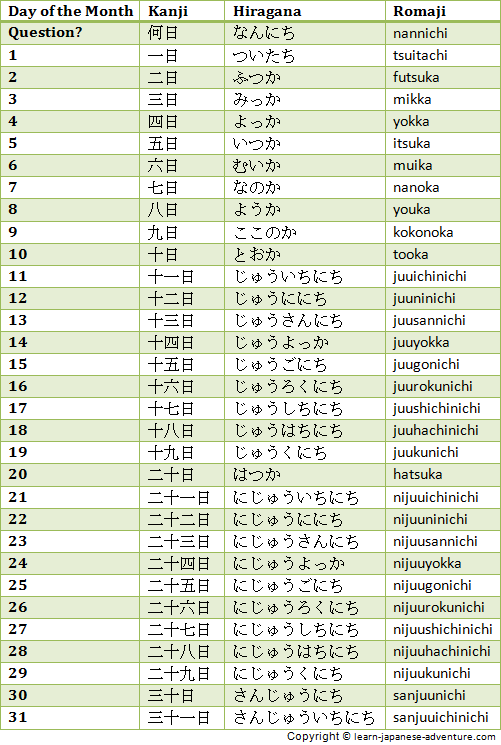 Day of the Month Kanji Hiragana Romaji
Question? 何日 なんにち nannichi
1 一日 ついたち tsuitachi
2 二日 ふつか futsuka
3 三日 みっか mikka
4 四日 よっか yokka
5 五日 いつか itsuka
6 六日 むいか muika
7 七日 なのか nanoka
8 八日 ようか youka
9 九日 ここのか kokonoka
10 十日 とおか tooka
11 十一日 じゅういちにち juuichinichi
12 十二日 じゅうににち juuninichi
13 十三日 じゅうさんにち juusannichi
14 十四日 じゅうよっか juuyokka
15 十五日 じゅうごにち juugonichi
16 十六日 じゅうろくにち juurokunichi
17 十七日 じゅうしちにち juushichinichi
18 十八日 じゅうはちにち juuhachinichi
19 十九日 じゅうくにち juukunichi
20 二十日 はつか hatsuka
21 二十一日 にじゅういちにち nijuuichinichi
22 二十二日 にじゅうににち nijuuninichi
23 二十三日 にじゅうさんにち nijuusannichi
24 二十四日 にじゅうよっか nijuuyokka
25 二十五日 にじゅうごにち nijuugonichi
26 二十六日 にじゅうろくにち nijuurokunichi
27 二十七日 にじゅうしちにち nijuushichinichi
28 二十八日 にじゅうはちにち nijuuhachinichi
29 二十九日 にじゅうくにち nijuukunichi
30 三十日 さんじゅうにち sanjuunichi
31 三十一日 さんじゅういちにち sanjuuichinichi
Copyright © learn-japanese-adventure.com